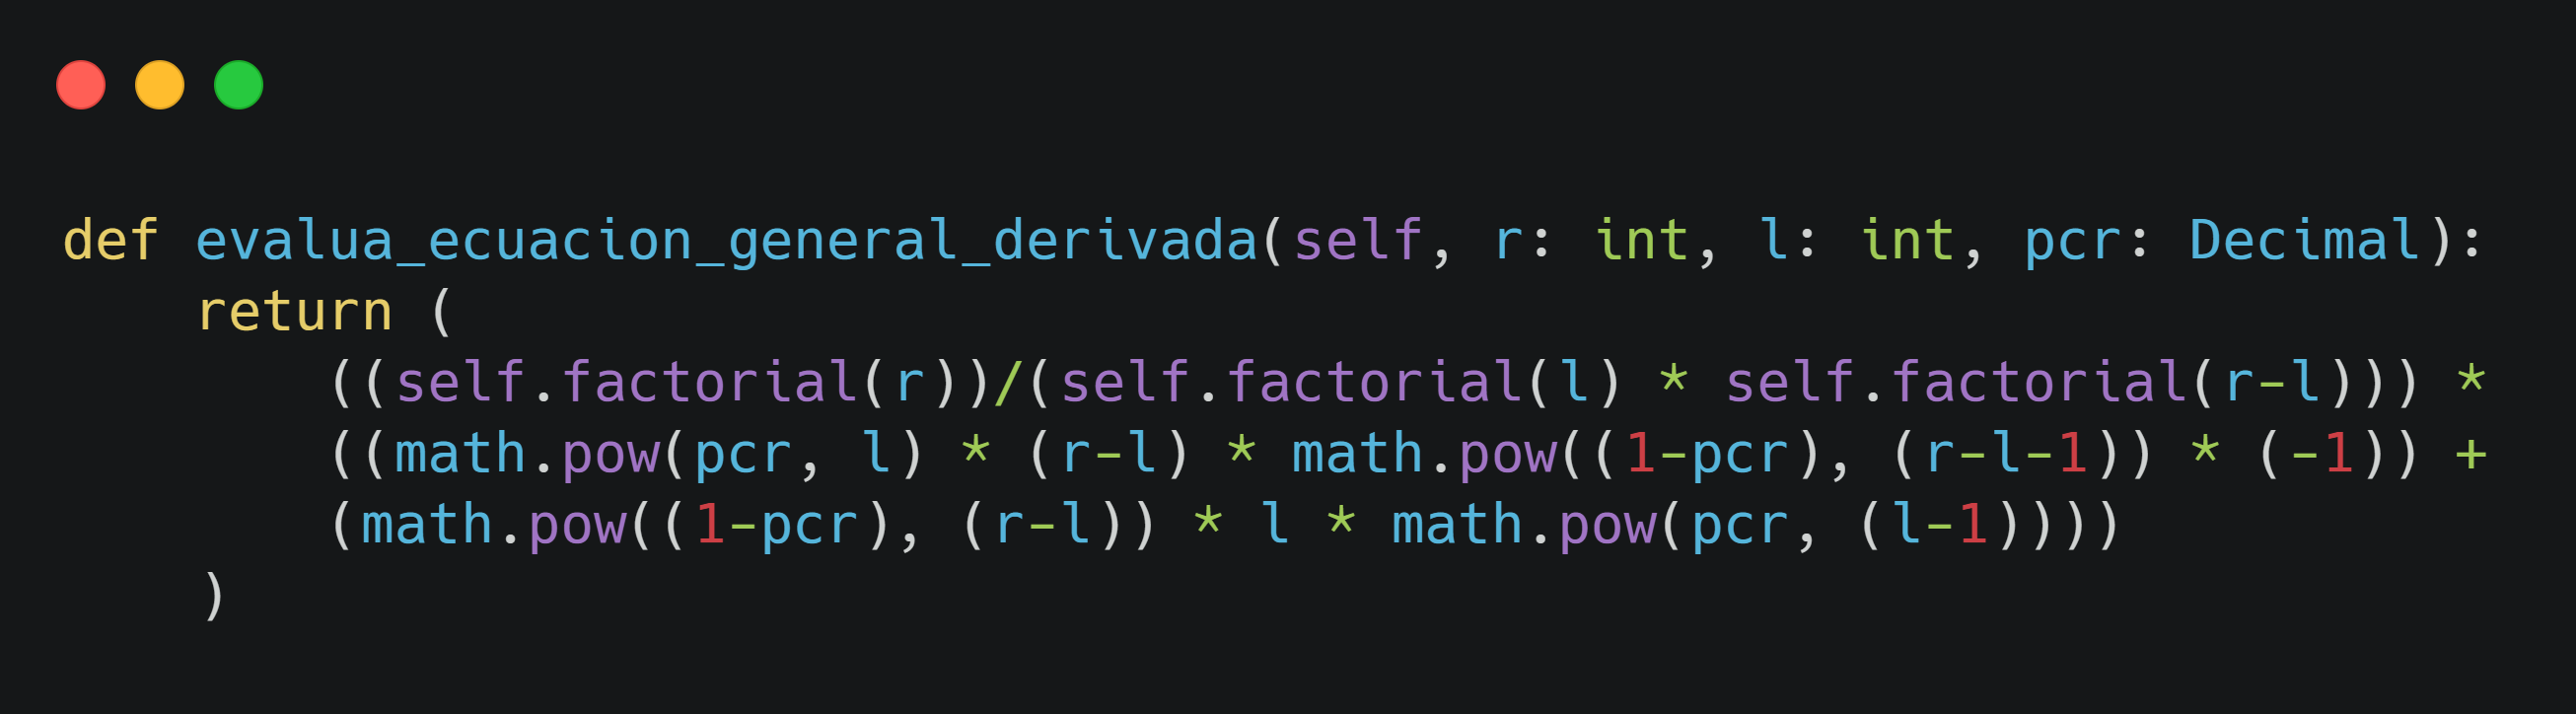 def evalua_ecuacion_general_derivada(self, r: int, l: int, pcr: Decimal):
    return (
        ((self.factorial(r))/(self.factorial(l) * self.factorial(r-l))) *
        ((math.pow(pcr, l) * (r-l) * math.pow((1-pcr), (r-l-1)) * (-1)) +
        (math.pow((1-pcr), (r-l)) * l * math.pow(pcr, (l-1))))
    )